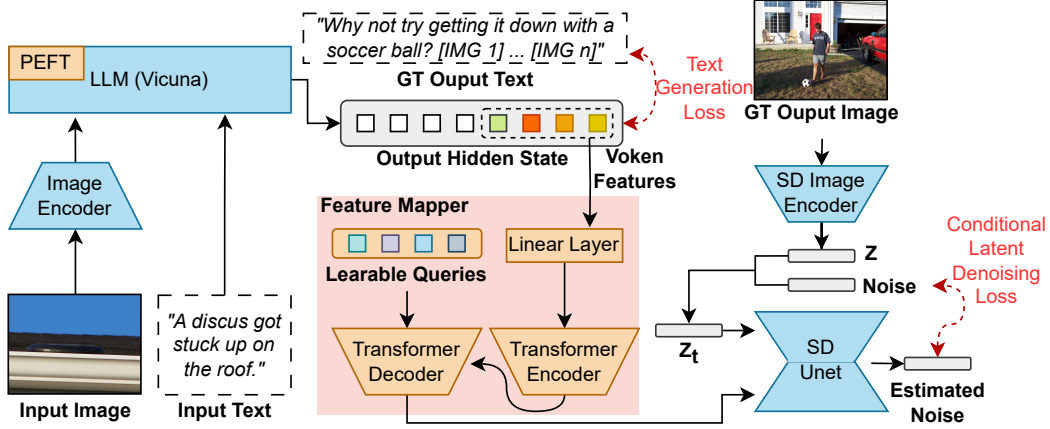 "Why not try getting it down with a
soccer ball? [IMG 1] ... [IMG n]"
GT Ouput Text
PEFT
LLM (Vicuna)
Text
Generation
Loss
GT Ouput Image
Output Hidden State
Voken
Features
Image
Encoder
SD Image
Encoder
Feature Mapper
Linear Layer
Learable Queries
Z
Noise
Conditional
Latent
Denoising
Loss
"A discus got
stuck up on
the roof."
Transformer
Decoder
Transformer
Encoder
Zt
SD
Unet
Estimated
Noise
Input Image
Input Text